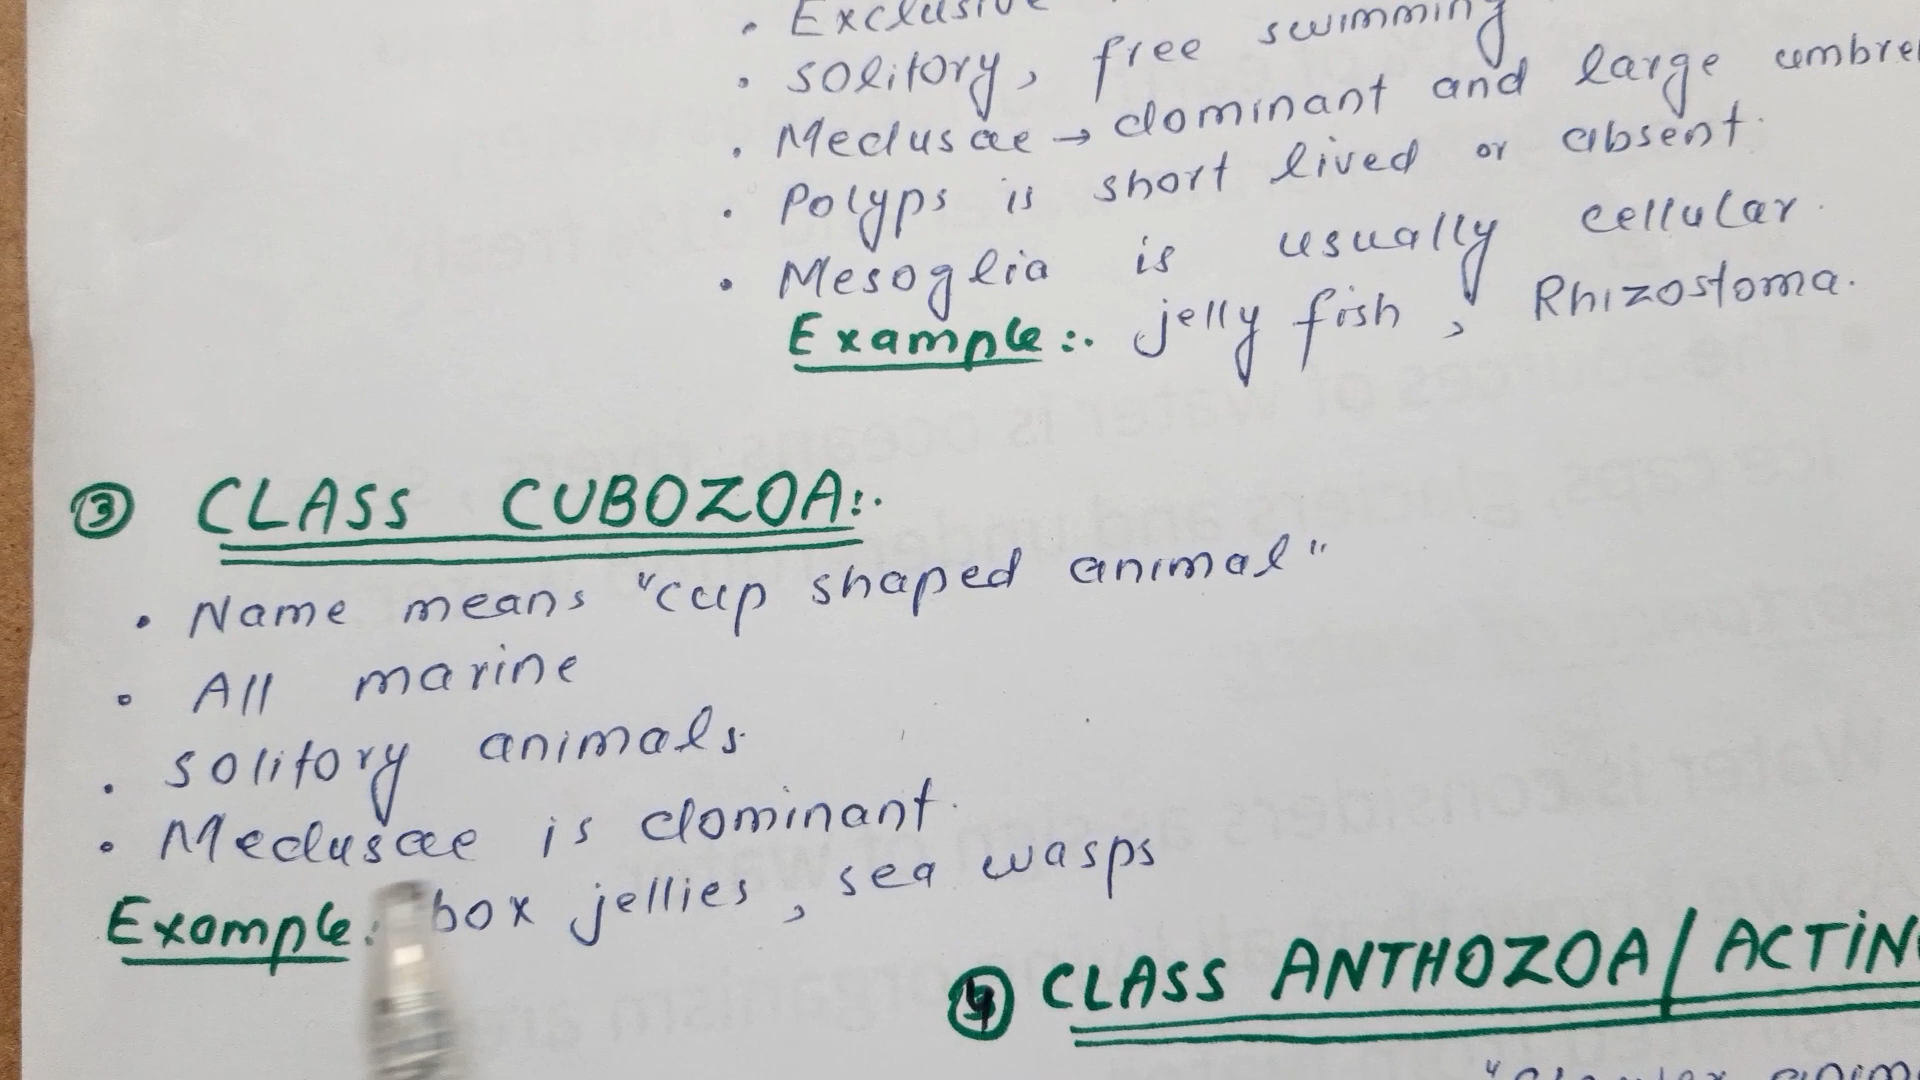 • Exclusive
• Solitory, free swimming
• Medusae → dominant and large umbre
• Polyps is short lived or absent.
• Mesoglia is usually cellular.
Example:- jelly fish, Rhizostoma.
③ CLASS CUBOZOA:-
• Name means "cup shaped animal"
• All marine
• solitory animals.
• Medusae is dominant.
Example: box jellies, sea wasps
④ CLASS ANTHOZOA/ACTIN